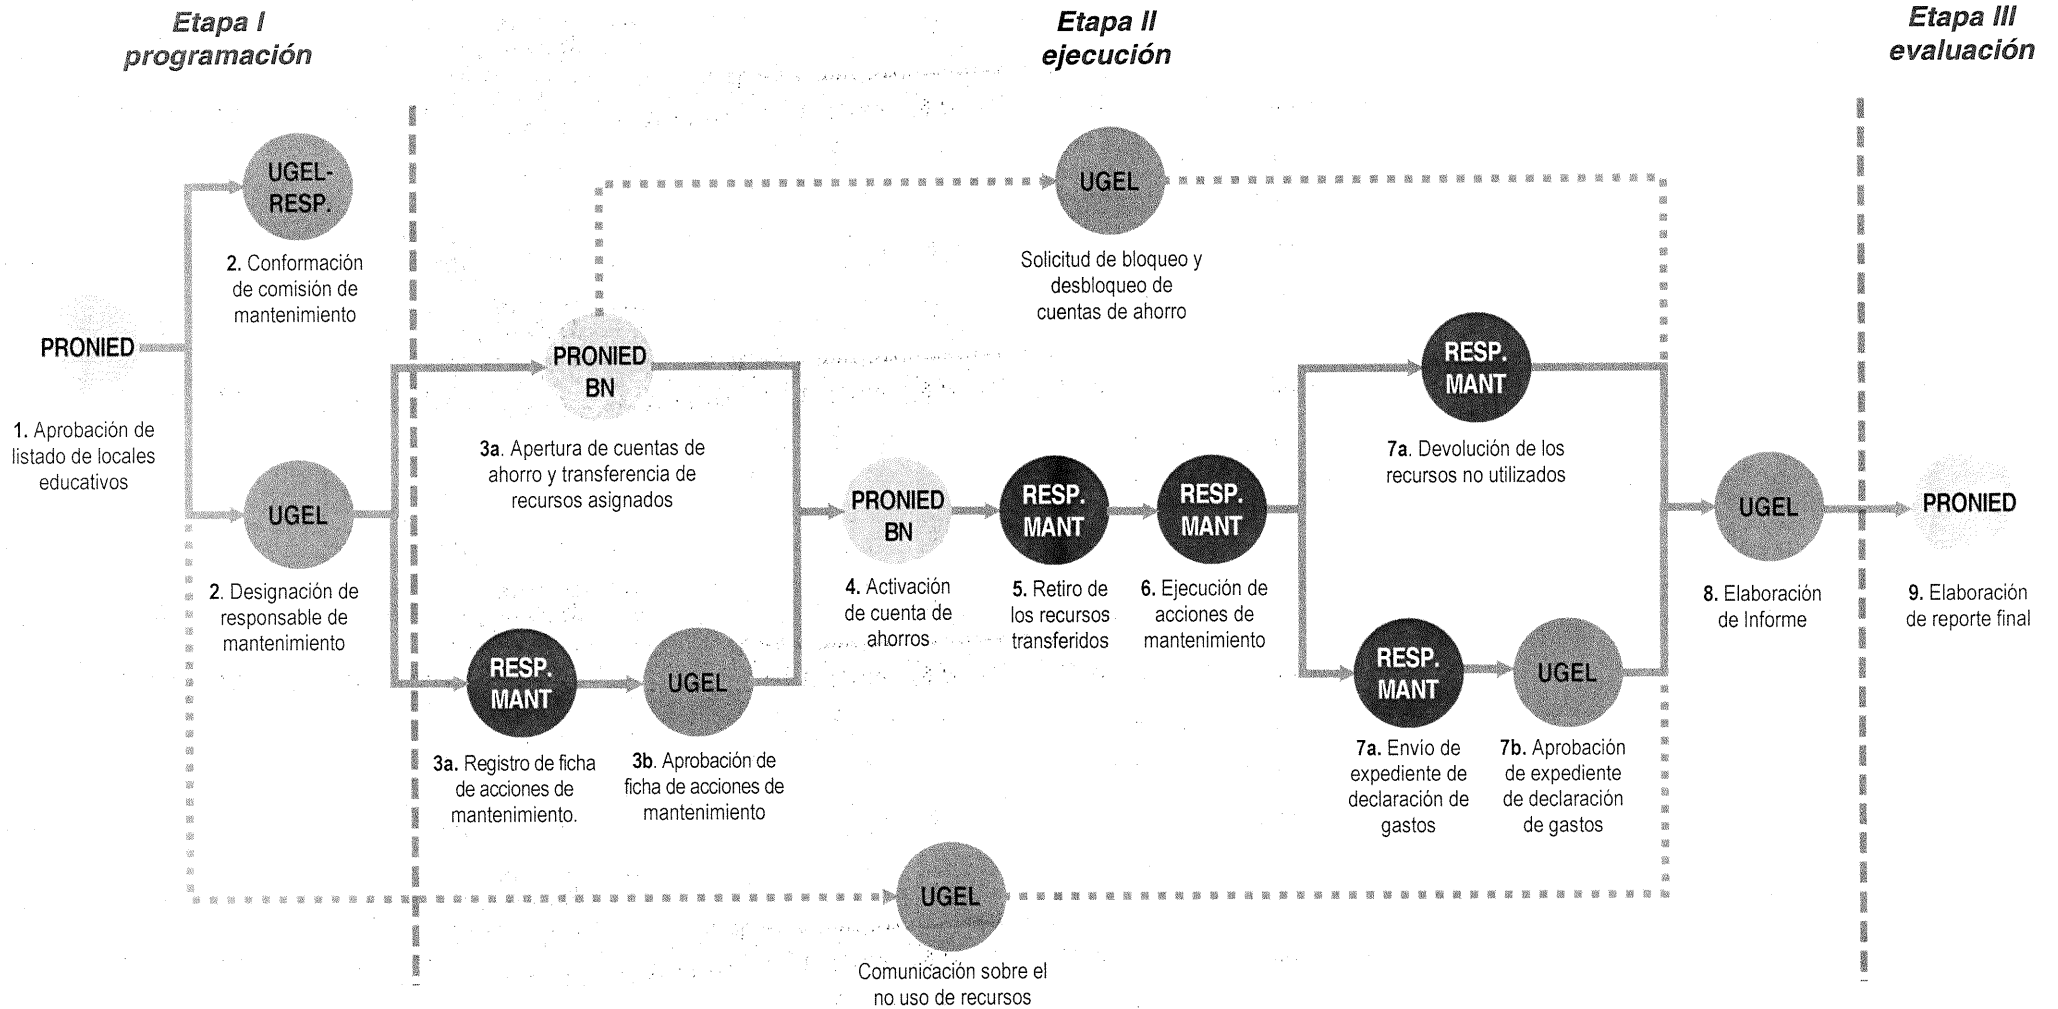 Etapa I
programación
Etapa II
ejecución
Etapa III
evaluación
UGEL-
RESP.
2. Conformación
de comisión de
mantenimiento
PRONIED
1. Aprobación de
listado de locales
educativos
UGEL
2. Designación de
responsable de
mantenimiento
UGEL
Solicitud de bloqueo y
desbloqueo de
cuentas de ahorro
PRONIED
BN
3a. Apertura de cuentas de
ahorro y transferencia de
recursos asignados
RESP.
MANT
3a. Registro de ficha
de acciones de
mantenimiento.
UGEL
3b. Aprobación de
ficha de acciones de
mantenimiento
PRONIED
BN
4. Activación
de cuenta de
ahorros
RESP.
MANT
5. Retiro de
los recursos
transferidos
RESP.
MANT
6. Ejecución de
acciones de
mantenimiento
RESP.
MANT
7a. Devolución de los
recursos no utilizados
RESP.
MANT
7a. Envío de
expediente de
declaración de
gastos
UGEL
7b. Aprobación
de expediente
de declaración
de gastos
UGEL
8. Elaboración
de Informe
PRONIED
9. Elaboración
de reporte final
UGEL
Comunicación sobre el
no uso de recursos